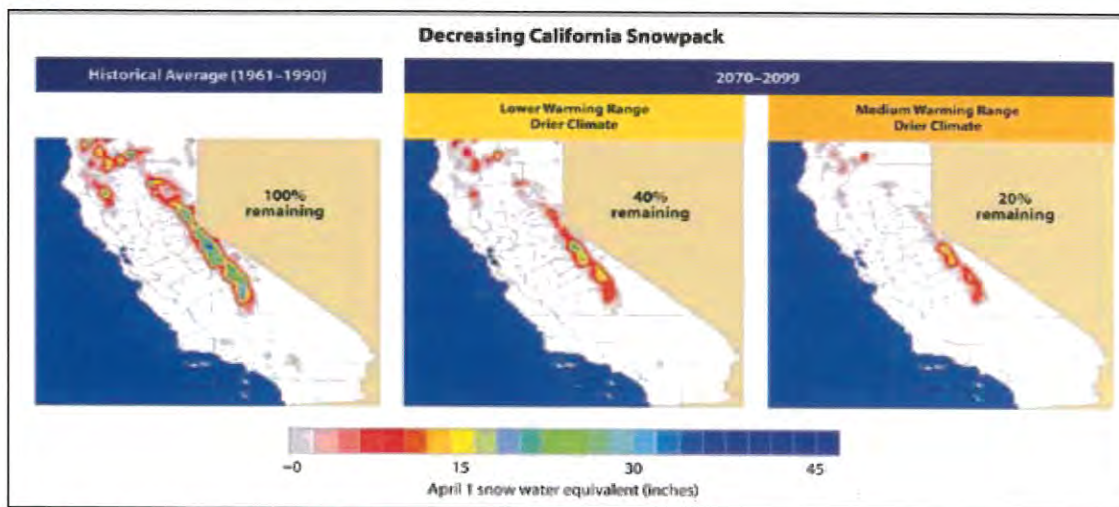 Decreasing California Snowpack
Historical Average (1961–1990)
2070–2099
Lower Warming Range
Drier Climate
Medium Warming Range
Drier Climate
100%
remaining
40%
remaining
20%
remaining
~0 15 30 45
April 1 snow water equivalent (inches)